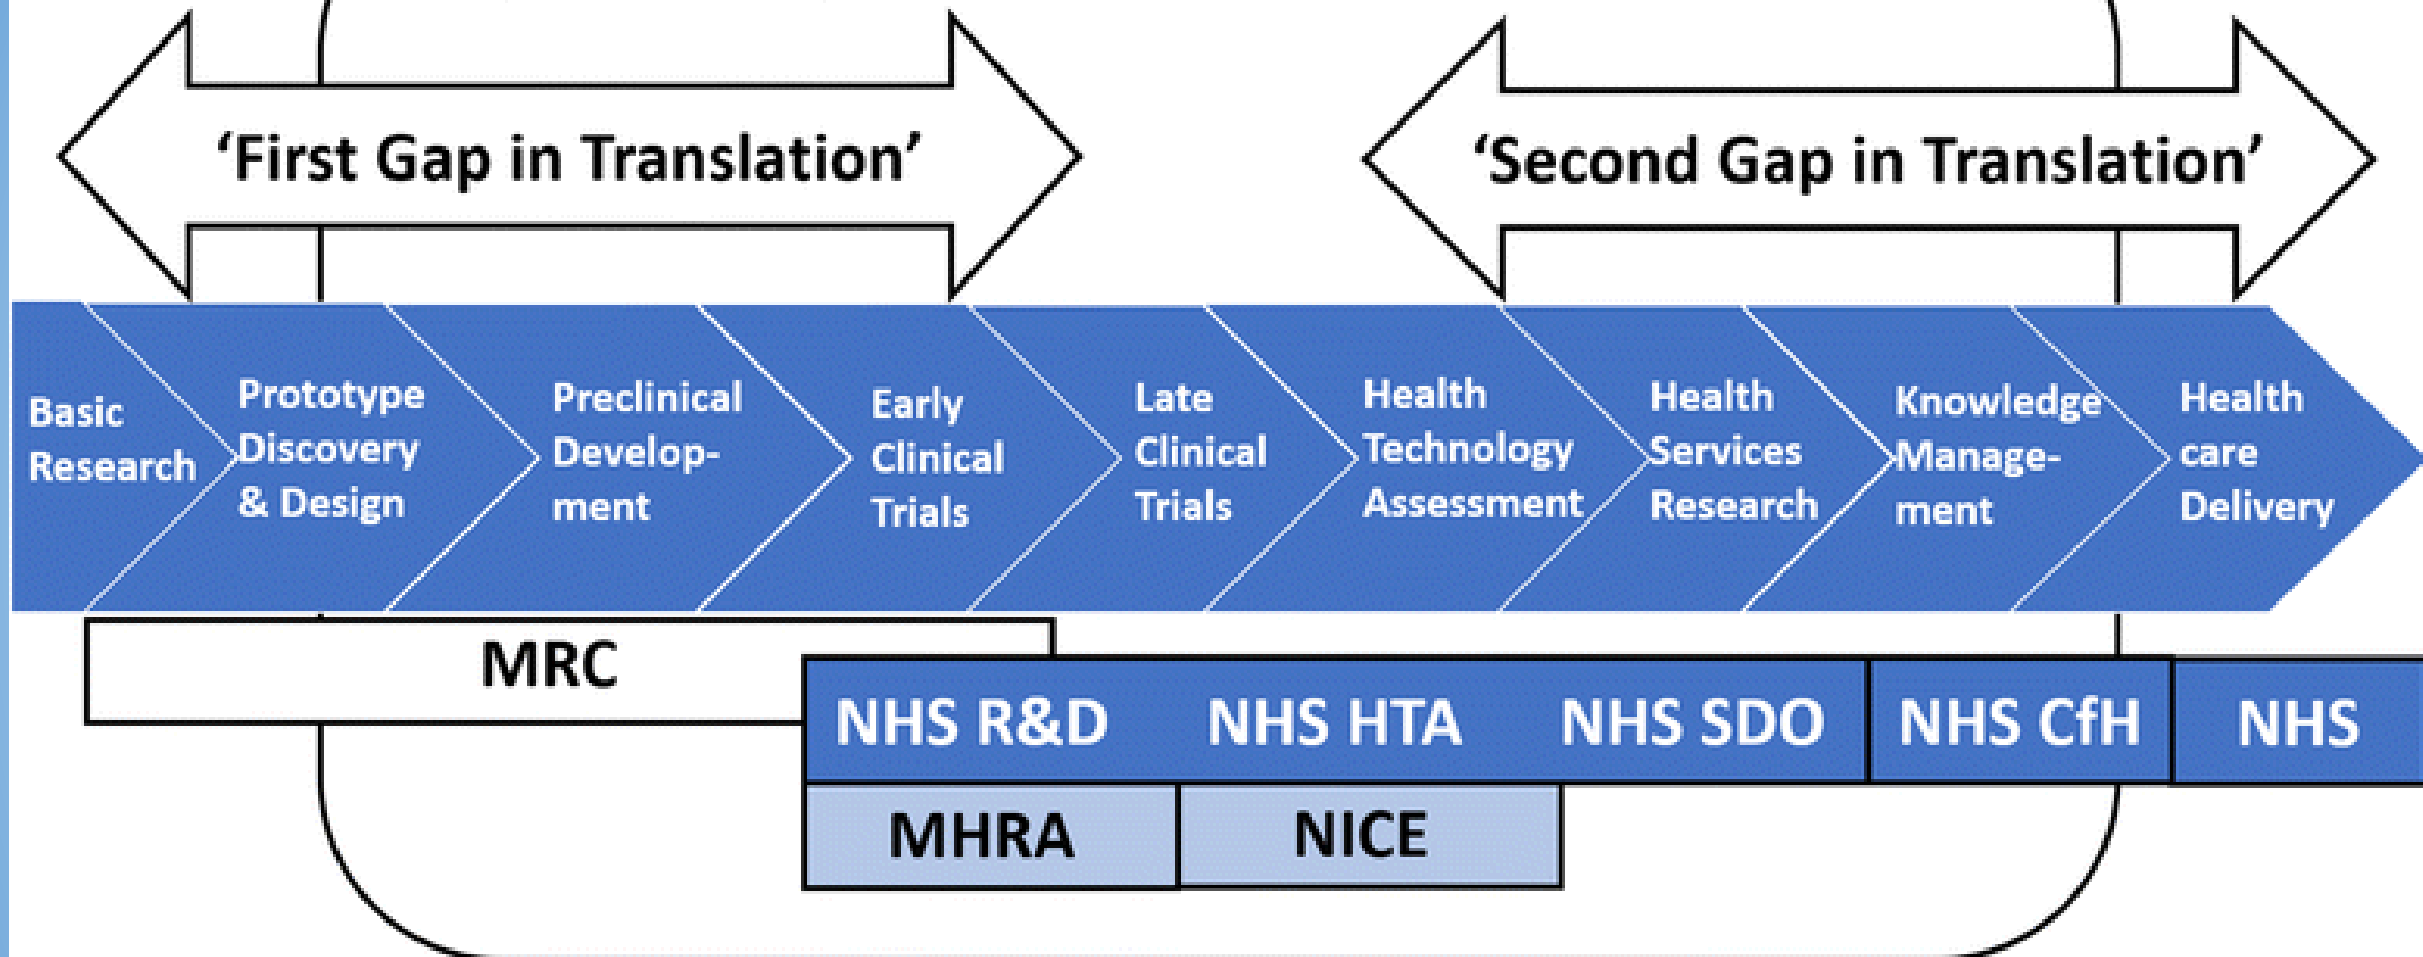 ‘First Gap in Translation’
‘Second Gap in Translation’
Basic
Research
Prototype
Discovery
& Design
Preclinical
Develop-
ment
Early
Clinical
Trials
Late
Clinical
Trials
Health
Technology
Assessment
Health
Services
Research
Knowledge
Manage-
ment
Health
care
Delivery
MRC
NHS R&D
NHS HTA
NHS SDO
NHS CfH
NHS
MHRA
NICE